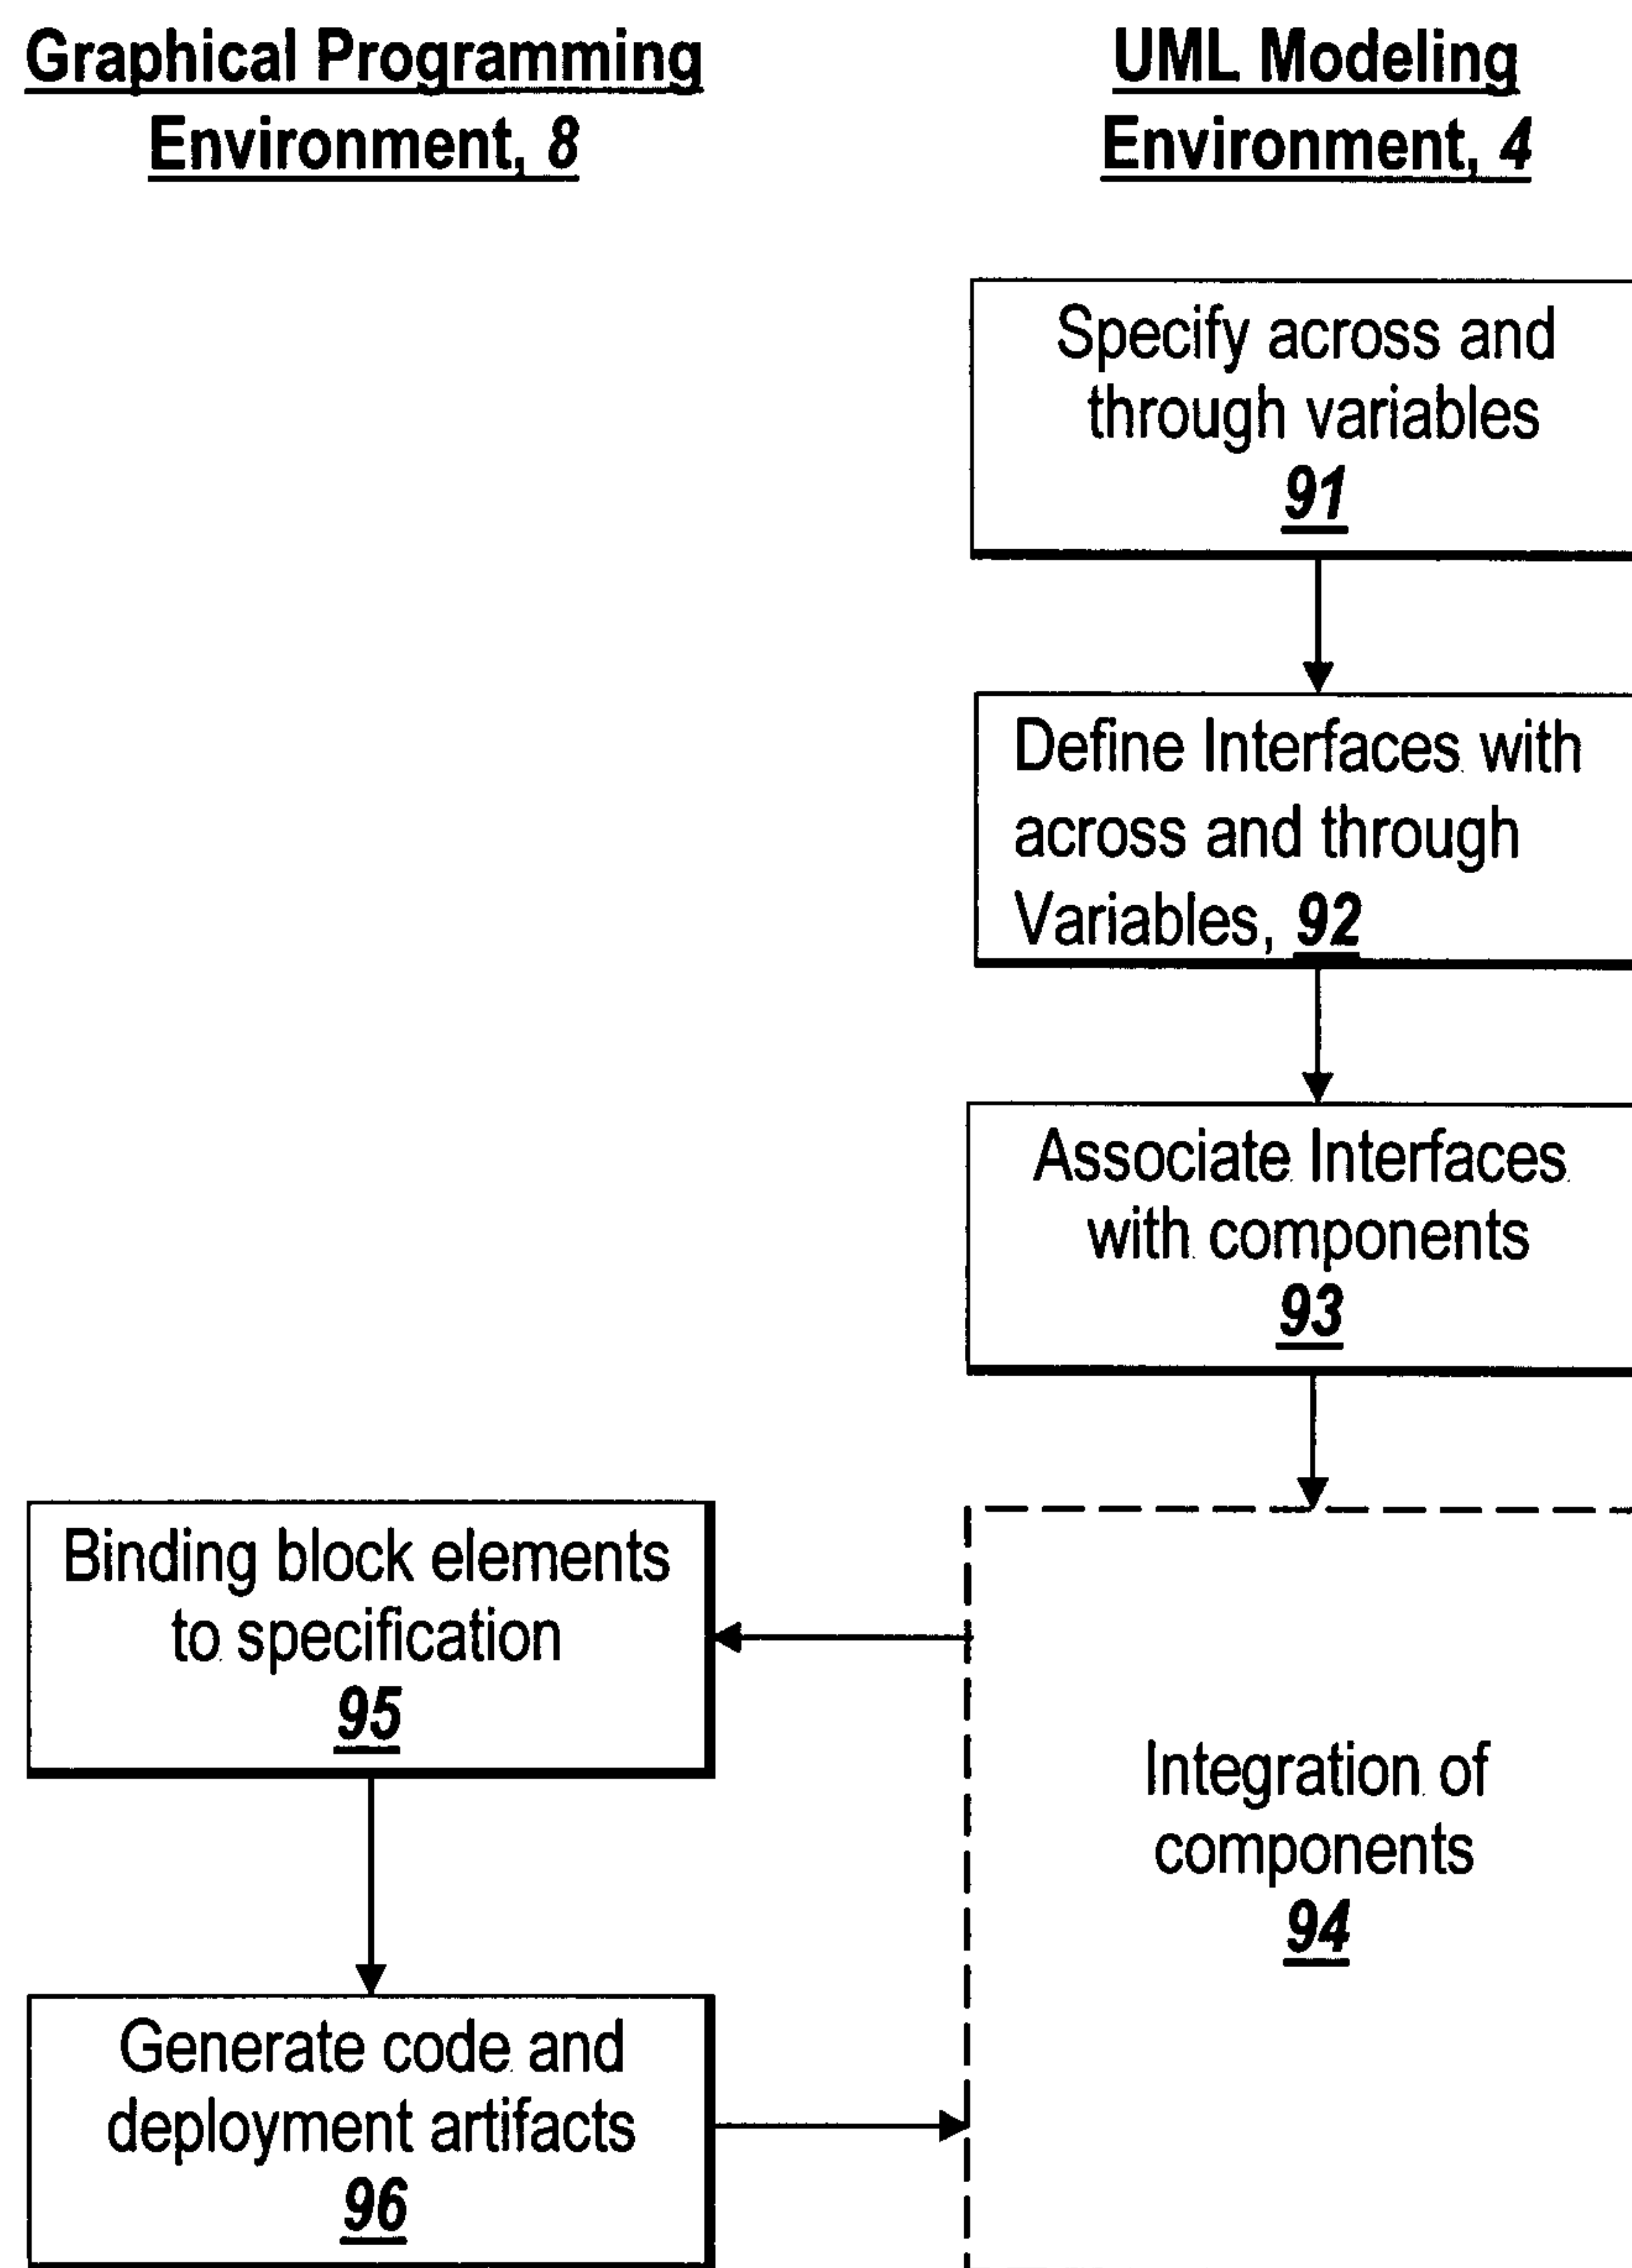 Graphical Programming
Environment, 8
UML Modeling
Environment, 4
Specify across and
through variables
91
Define Interfaces with
across and through
Variables, 92
Associate Interfaces
with components
93
Binding block elements
to specification
95
Integration of
components
94
Generate code and
deployment artifacts
96